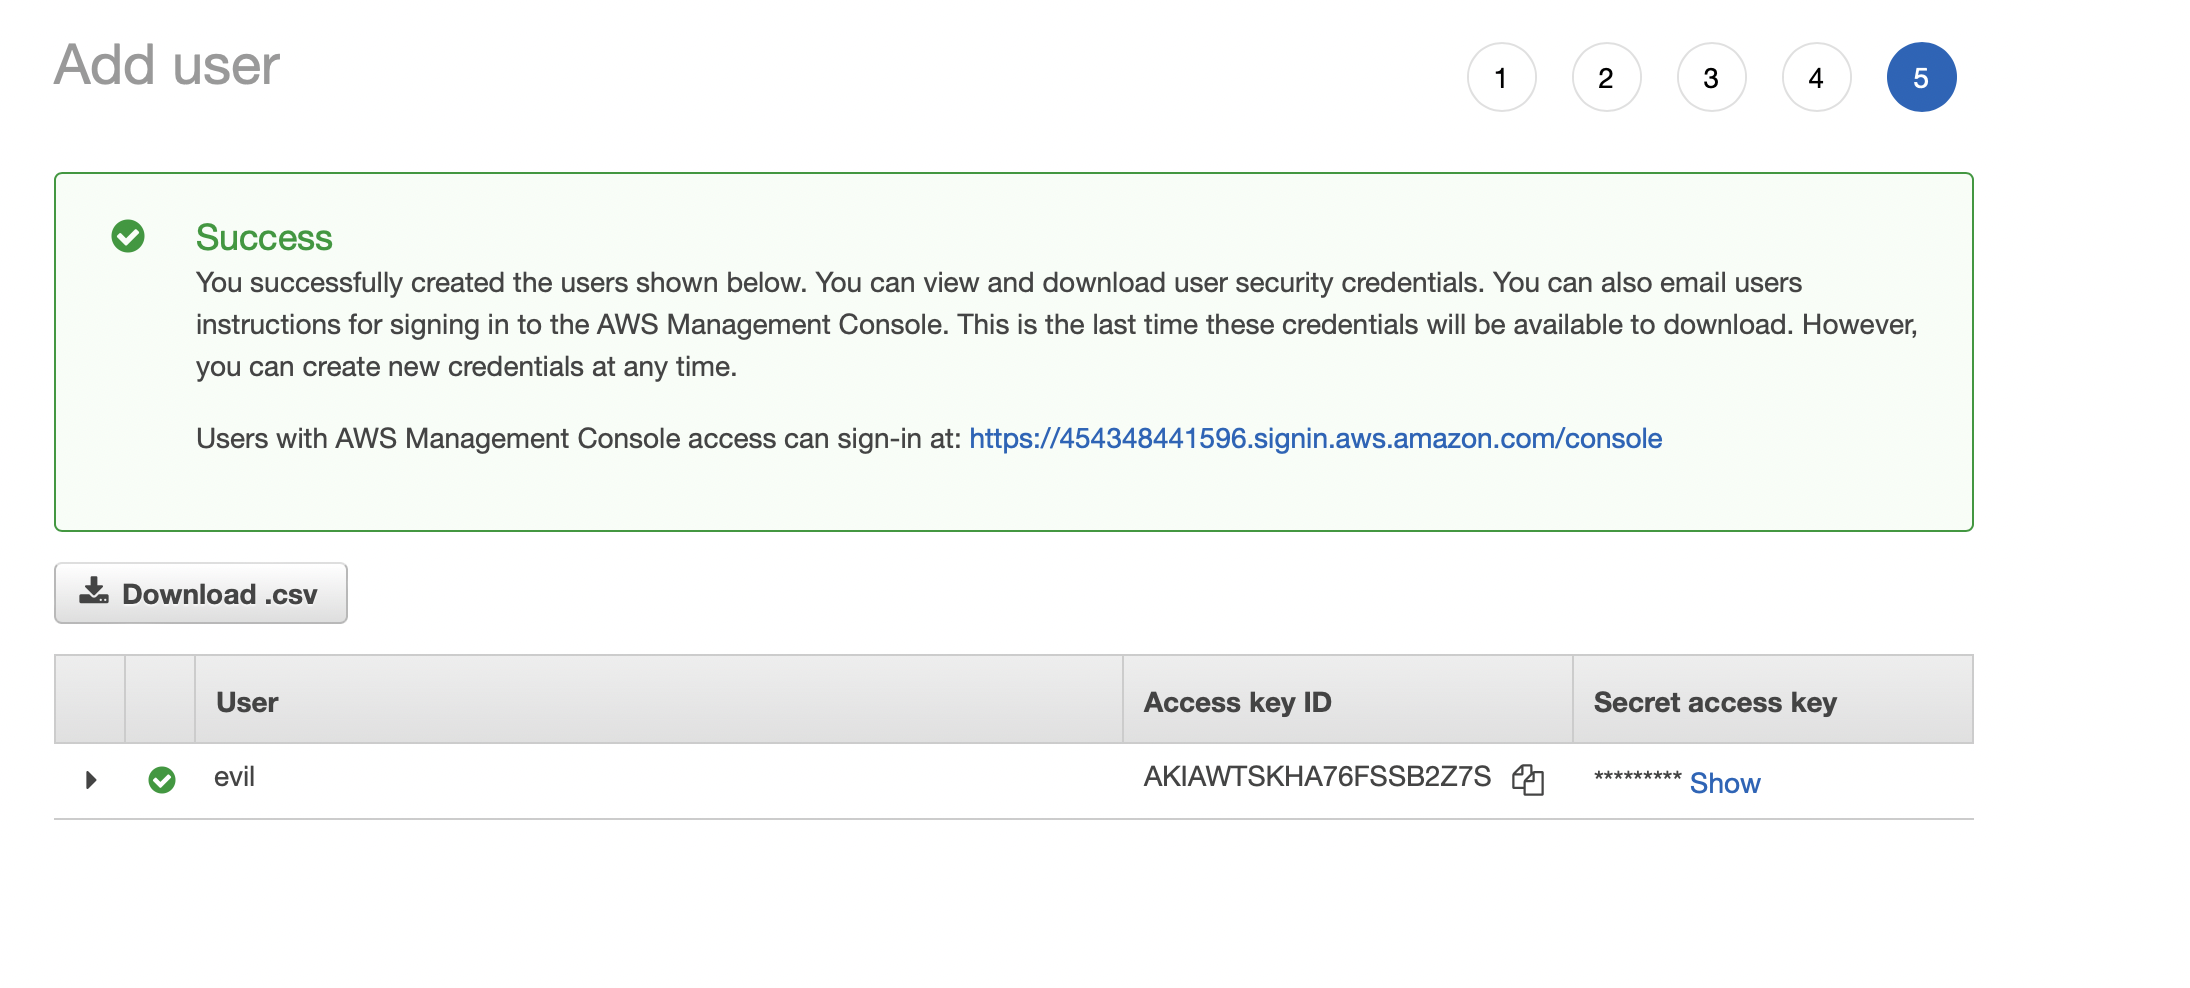 Add user
1 2 3 4 5
Success
You successfully created the users shown below. You can view and download user security credentials. You can also email users
instructions for signing in to the AWS Management Console. This is the last time these credentials will be available to download. However,
you can create new credentials at any time.
Users with AWS Management Console access can sign-in at: https://454348441596.signin.aws.amazon.com/console
Download .csv
User Access key ID Secret access key
evil AKIAWTSKHA76FSSB2Z7S ********* Show